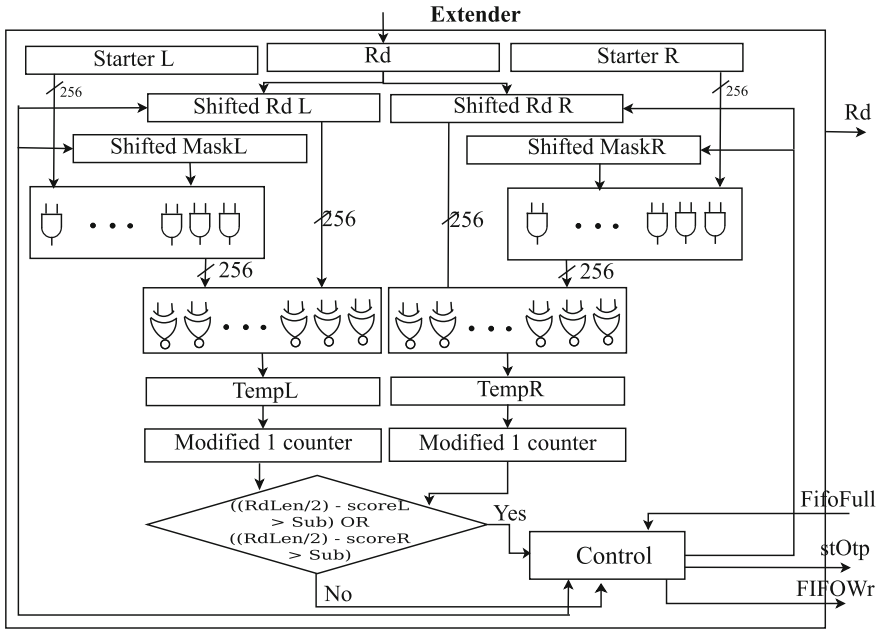 Extender
Starter L
Rd
Starter R
256
256
Shifted Rd L
Shifted Rd R
Rd
Shifted MaskL
Shifted MaskR
256
256
256
256
TempL
TempR
Modified 1 counter
Modified 1 counter
((RdLen/2) - scoreL
> Sub) OR
((RdLen/2) - scoreR
> Sub)
Yes
FifoFull
Control
stOtp
No
FIFOWr